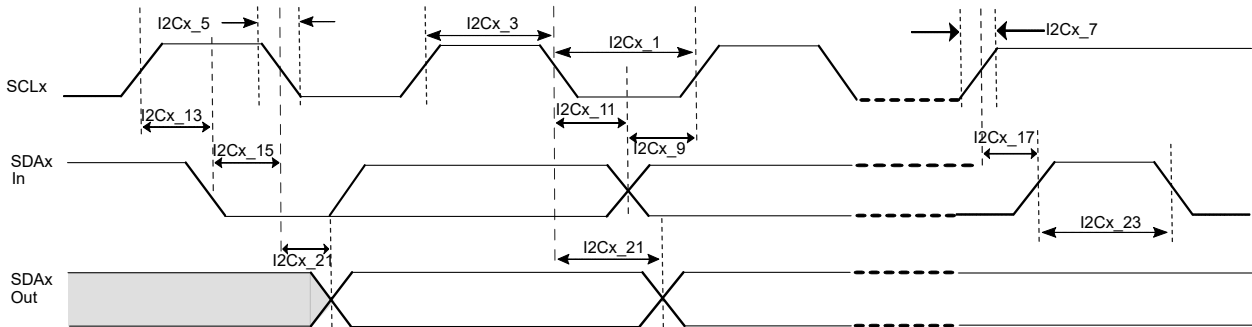 I2Cx_5
I2Cx_3
I2Cx_1
I2Cx_7
SCLx
I2Cx_13
I2Cx_11
I2Cx_9
I2Cx_15
I2Cx_17
SDAx
In
I2Cx_23
I2Cx_21
I2Cx_21
SDAx
Out